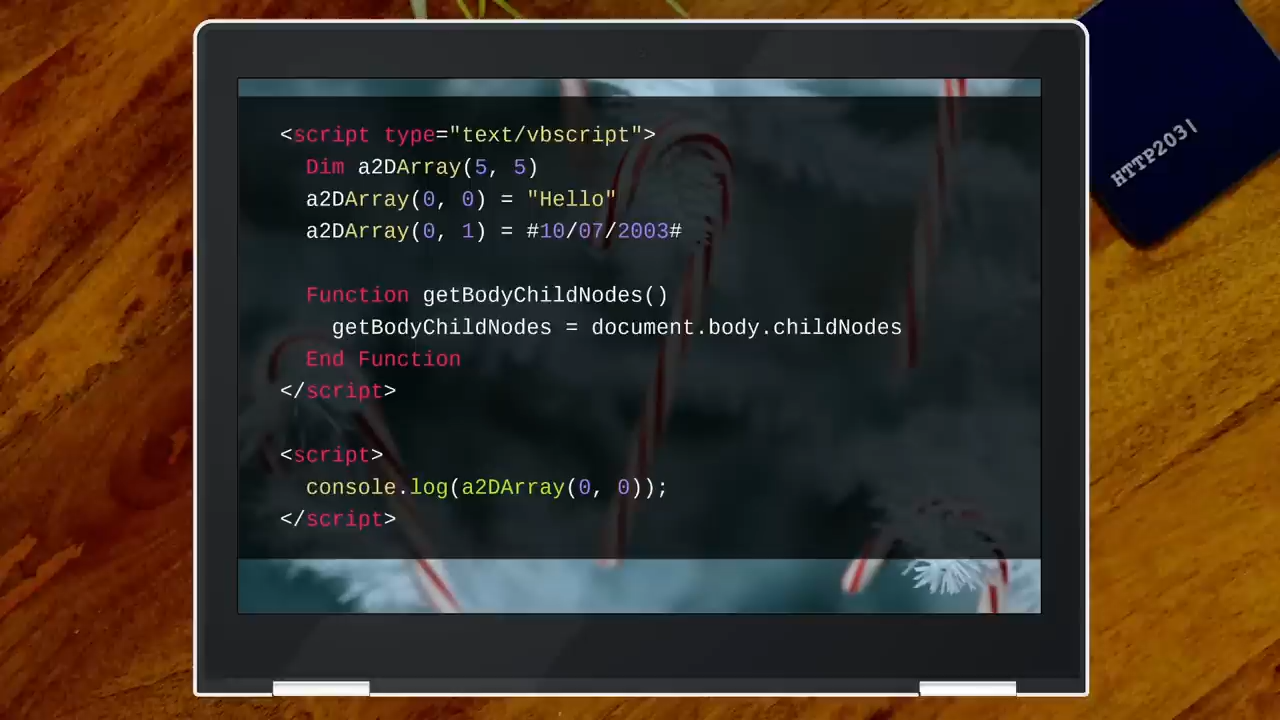 <script type="text/vbscript">
  Dim a2DArray(5, 5)
  a2DArray(0, 0) = "Hello"
  a2DArray(0, 1) = #10/07/2003#

  Function getBodyChildNodes()
    getBodyChildNodes = document.body.childNodes
  End Function
</script>

<script>
  console.log(a2DArray(0, 0));
</script>
HTTP203|